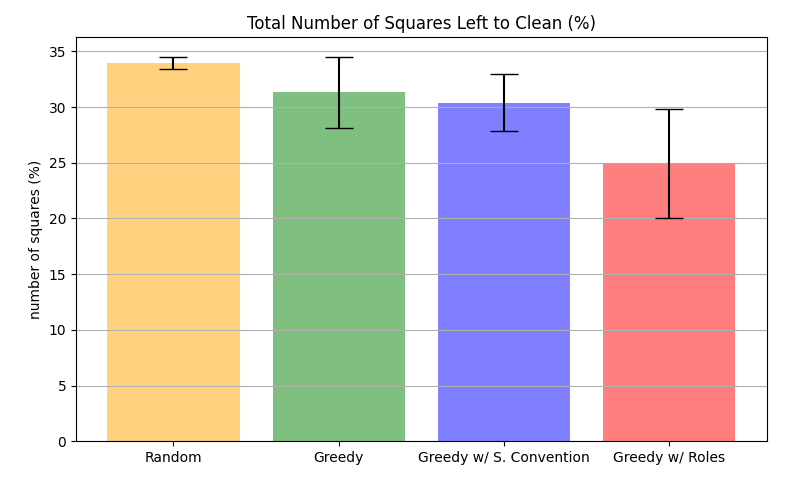 Total Number of Squares Left to Clean (%)
number of squares (%)
35
30
25
20
15
10
5
0
Random
Greedy
Greedy w/ S. Convention
Greedy w/ Roles